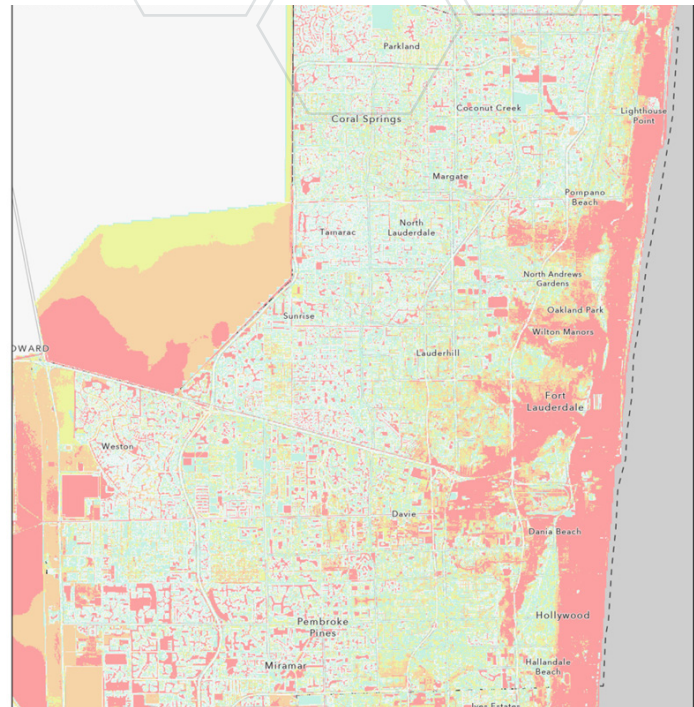 Parkland
Coconut Creek
Lighthouse
Point
Coral Springs
Margate
Pompano
Beach
Tamarac
North
Lauderdale
North Andrews
Gardens
Oakland Park
Sunrise
Wilton Manors
OWARD
Lauderhill
Fort
Lauderdale
Weston
Davie
Dania Beach
Hollywood
Pembroke
Pines
Miramar
Hallandale
Beach
Estates